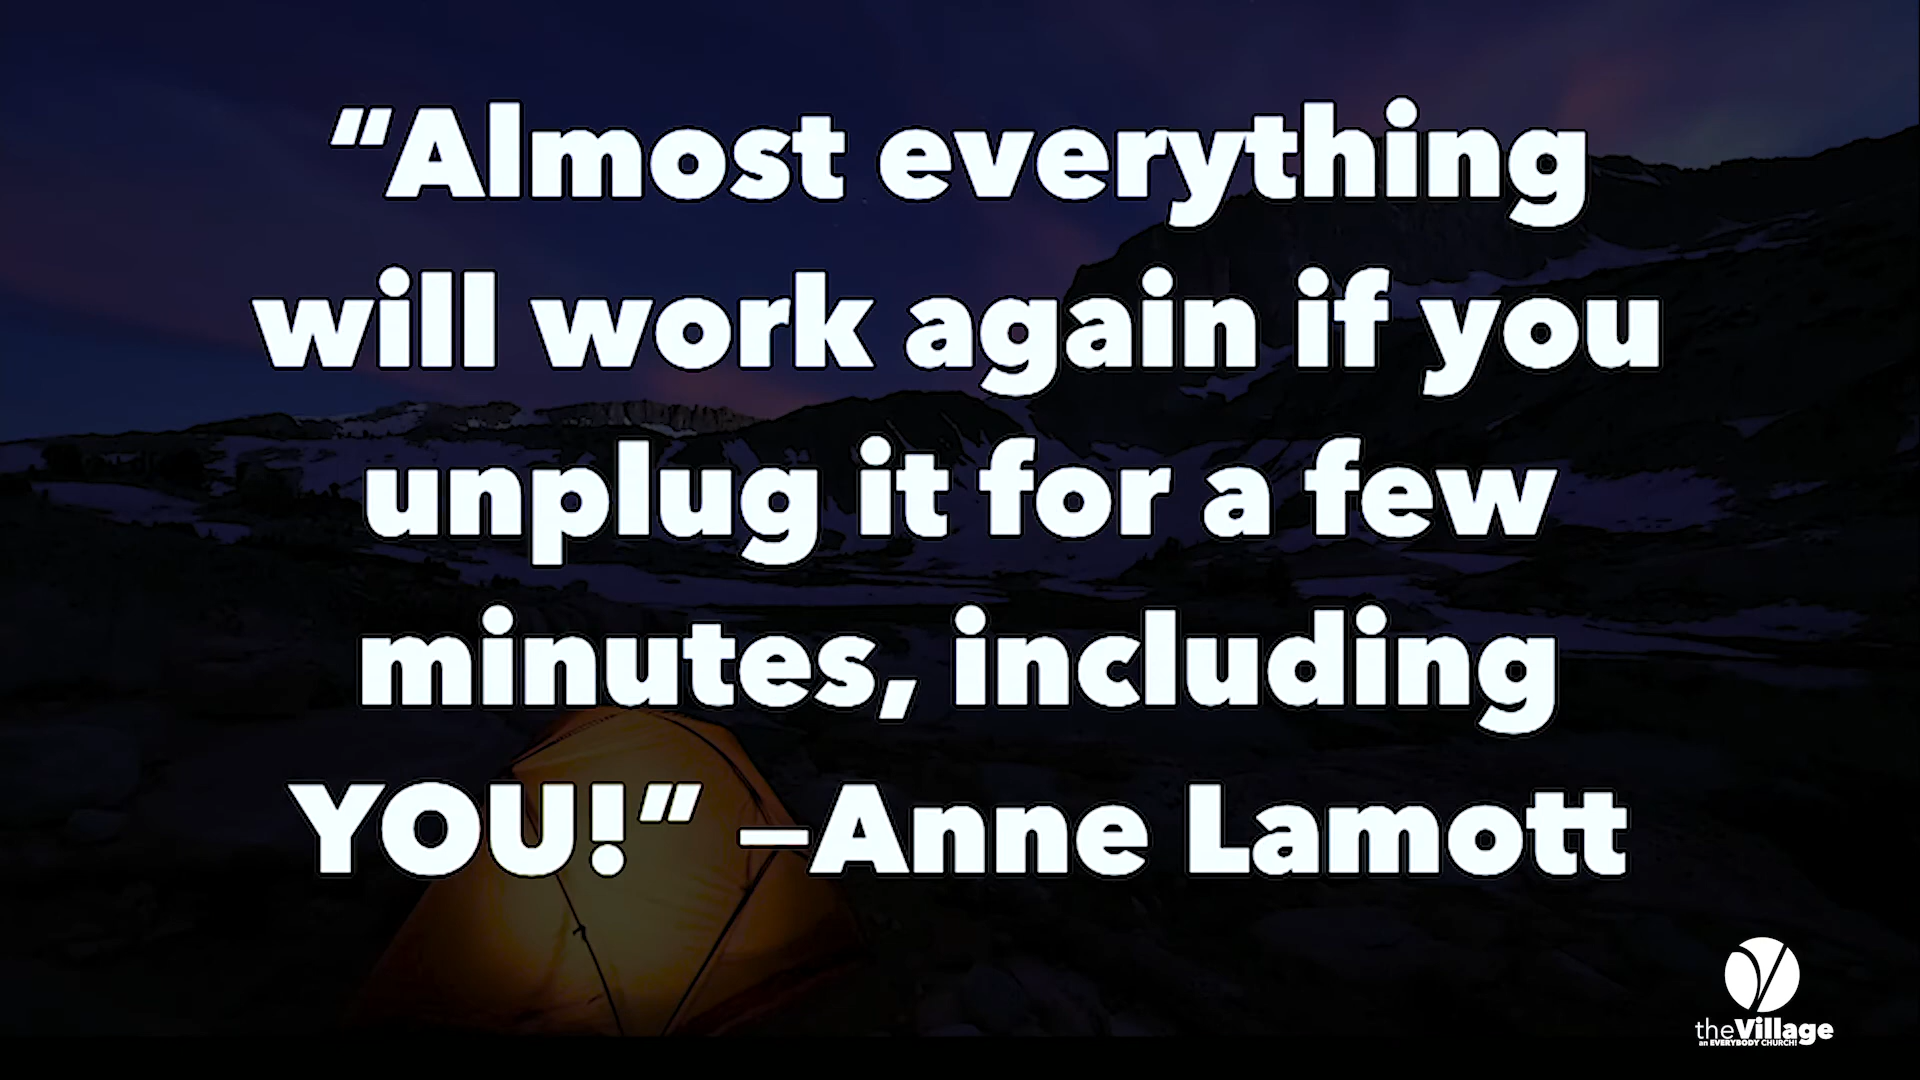 “Almost everything
will work again if you
unplug it for a few
minutes, including
YOU!” –Anne Lamott
theVillage
an EVERYBODY CHURCH!